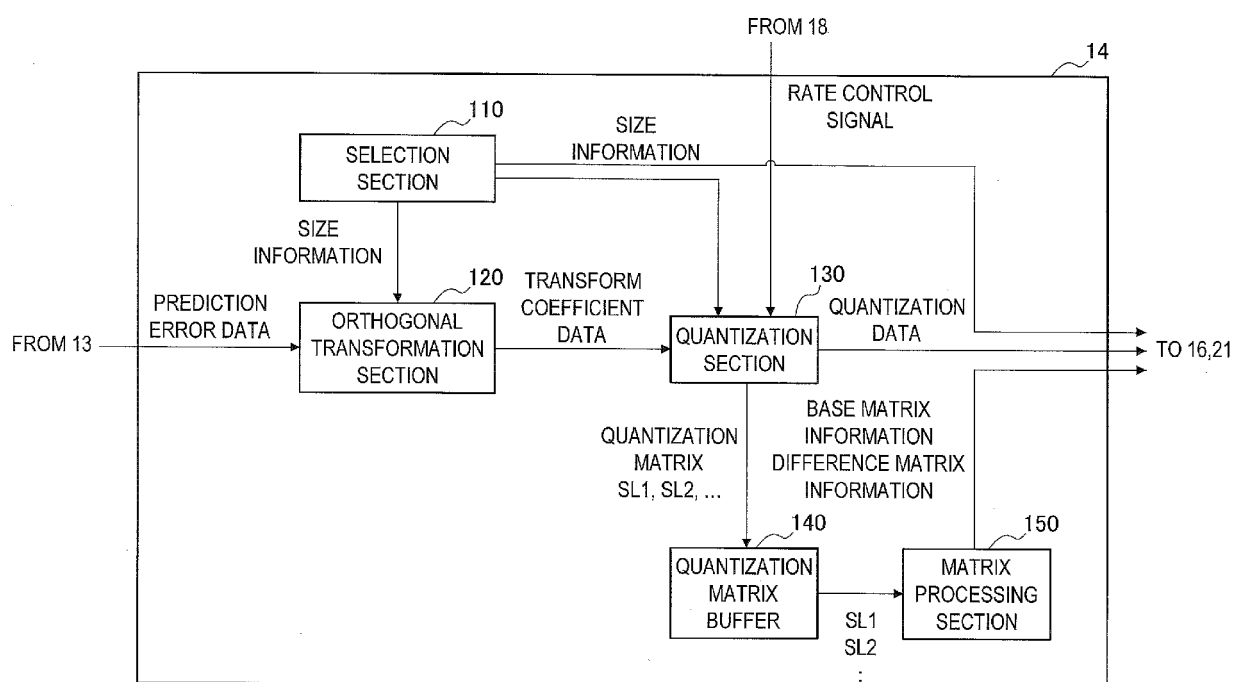 FROM 18
14
RATE CONTROL
SIGNAL
110
SELECTION
SECTION
SIZE
INFORMATION
SIZE
INFORMATION
120
PREDICTION
ERROR DATA
FROM 13
ORTHOGONAL
TRANSFORMATION
SECTION
TRANSFORM
COEFFICIENT
DATA
130
QUANTIZATION
SECTION
QUANTIZATION
DATA
TO 16,21
QUANTIZATION
MATRIX
SL1, SL2, ...
BASE MATRIX
INFORMATION
DIFFERENCE MATRIX
INFORMATION
140
QUANTIZATION
MATRIX
BUFFER
SL1
SL2
⋮
150
MATRIX
PROCESSING
SECTION